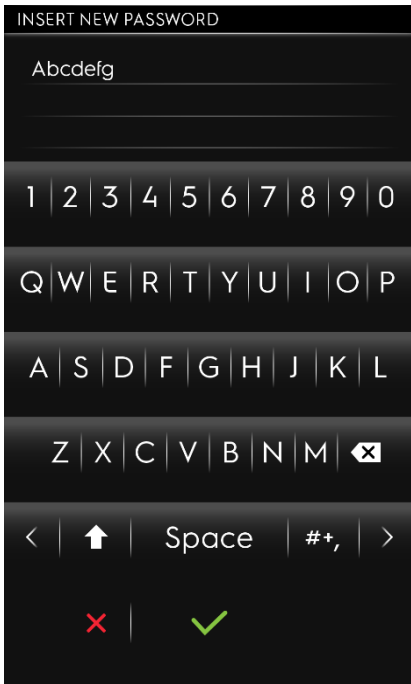 INSERT NEW PASSWORD
Abcdefg
1 2 3 4 5 6 7 8 9 0
Q W E R T Y U I O P
A S D F G H J K L
Z X C V B N M
< Space #+, >